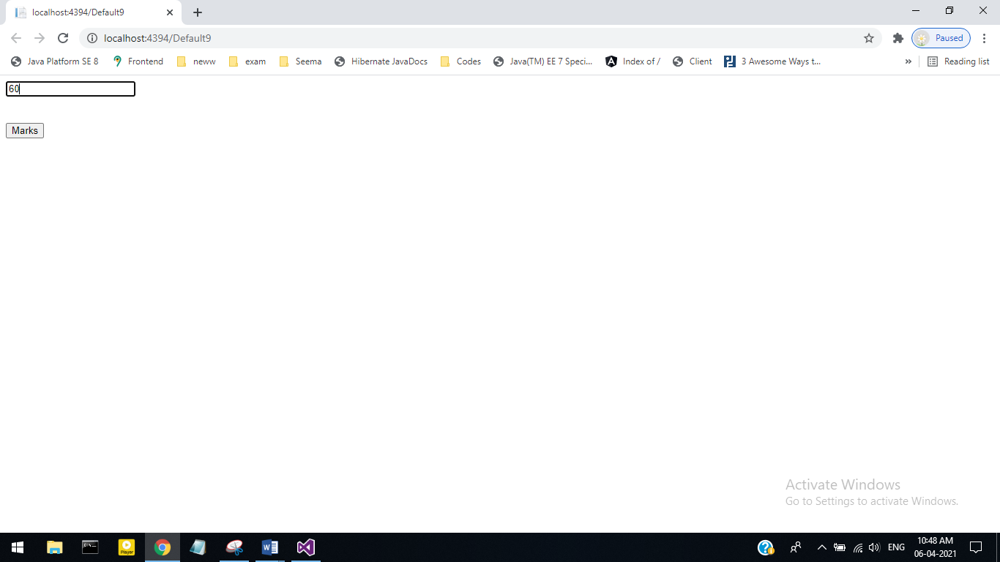 localhost:4394/Default9
localhost:4394/Default9
Paused
Java Platform SE 8
Frontend
neww
exam
Seema
Hibernate JavaDocs
Codes
Java(TM) EE 7 Speci...
Index of /
Client
3 Awesome Ways t...
»
Reading list
60
Marks
Activate Windows
Go to Settings to activate Windows.
Player
ENG
10:48 AM
06-04-2021